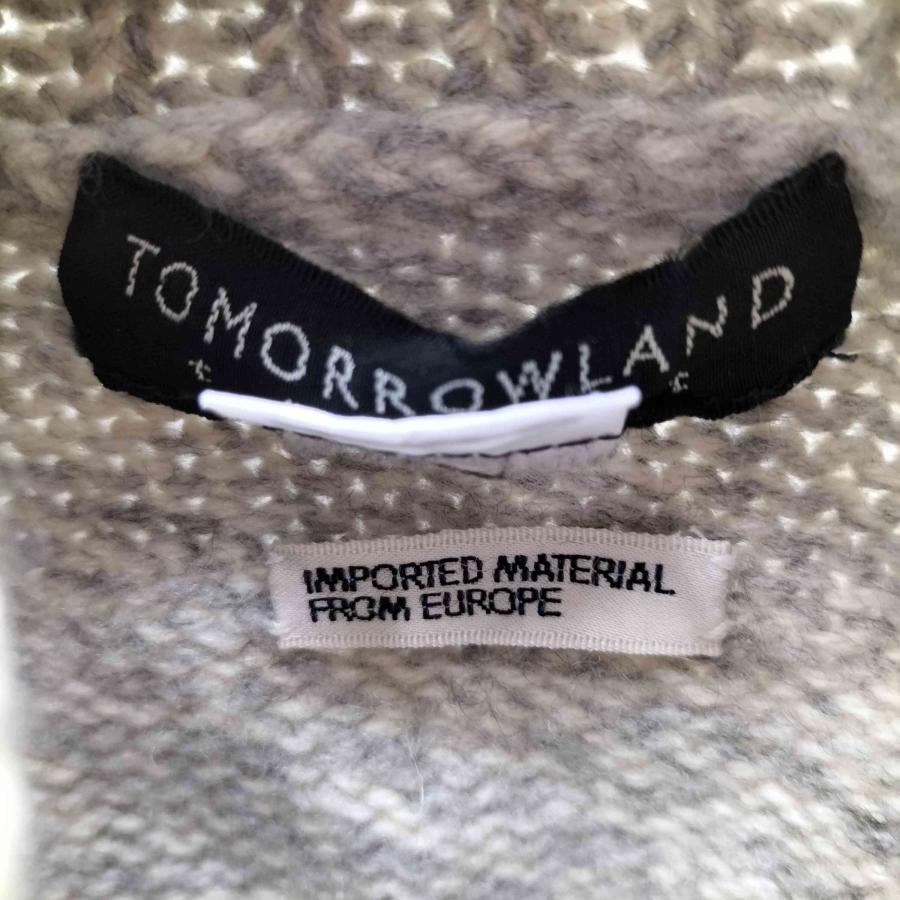 TOMORROWLAND
IMPORTED MATERIAL
FROM EUROPE